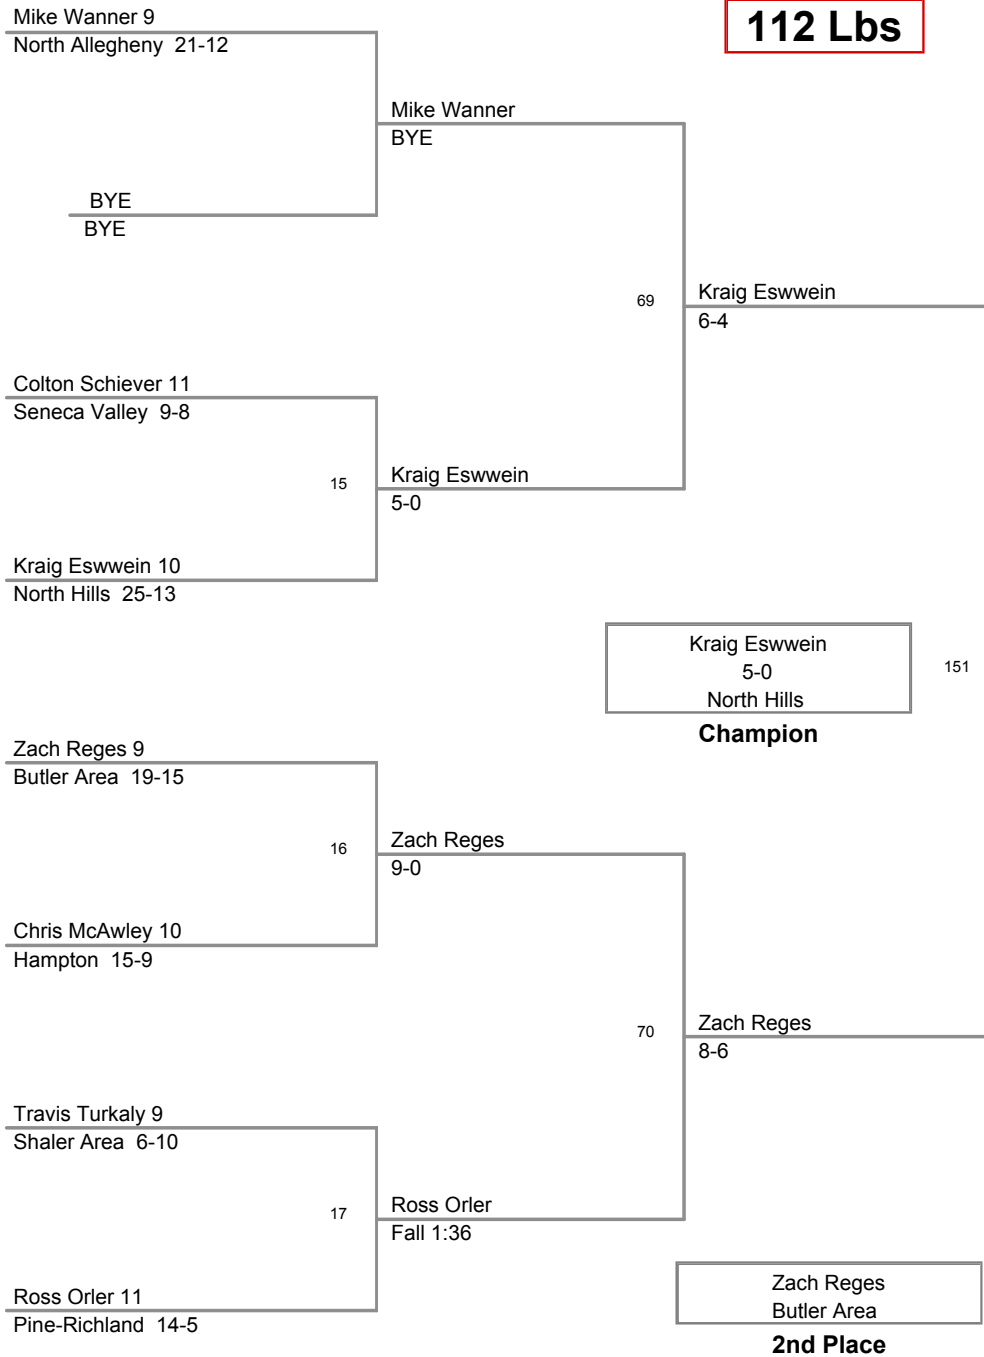 Mike Wanner 9
112 Lbs
North Allegheny 21-12
Mike Wanner
BYE
BYE
BYE
69
Kraig Eswwein
6-4
Colton Schiever 11
Seneca Valley 9-8
15
Kraig Eswwein
5-0
Kraig Eswwein 10
North Hills 25-13
Kraig Eswwein
5-0
North Hills
151
Champion
Zach Reges 9
Butler Area 19-15
16
Zach Reges
9-0
Chris McAwley 10
Hampton 15-9
70
Zach Reges
8-6
Travis Turkaly 9
Shaler Area 6-10
17
Ross Orler
Fall 1:36
Ross Orler 11
Pine-Richland 14-5
Zach Reges
Butler Area
2nd Place